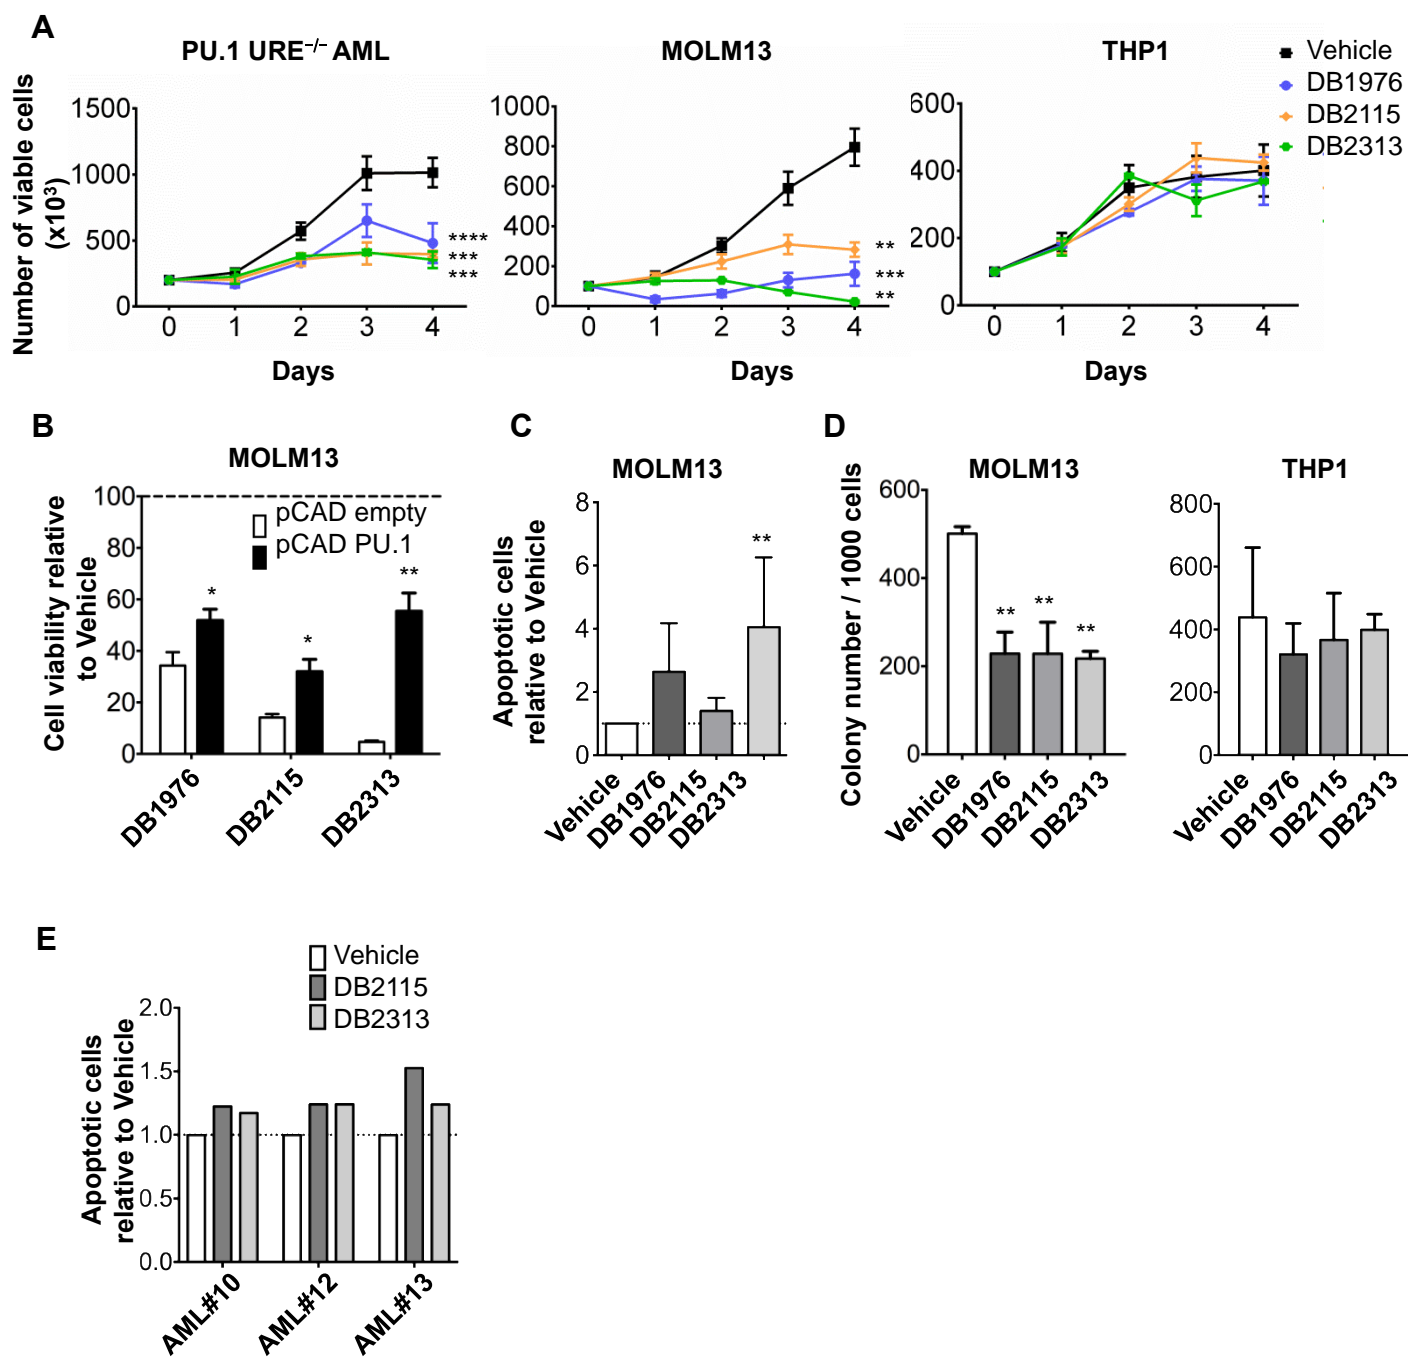 A
PU.1 URE–/– AML
MOLM13
THP1
Vehicle
DB1976
DB2115
DB2313
Number of viable cells
(x10³)
1500
1000
500
0
0 1 2 3 4
Days
****
***
***
1000
800
600
400
200
0
0 1 2 3 4
Days
**
***
**
600
400
200
0
0 1 2 3 4
Days
B
MOLM13
Cell viability relative
to Vehicle
100
80
60
40
20
0
pCAD empty
pCAD PU.1
*
*
**
DB1976
DB2115
DB2313
C
MOLM13
Apoptotic cells
relative to Vehicle
8
6
4
2
0
**
Vehicle
DB1976
DB2115
DB2313
D
MOLM13
Colony number / 1000 cells
600
400
200
0
**
**
**
Vehicle
DB1976
DB2115
DB2313
THP1
800
600
400
200
0
Vehicle
DB1976
DB2115
DB2313
E
Vehicle
DB2115
DB2313
Apoptotic cells
relative to Vehicle
2.0
1.5
1.0
0.5
0.0
AML#10
AML#12
AML#13